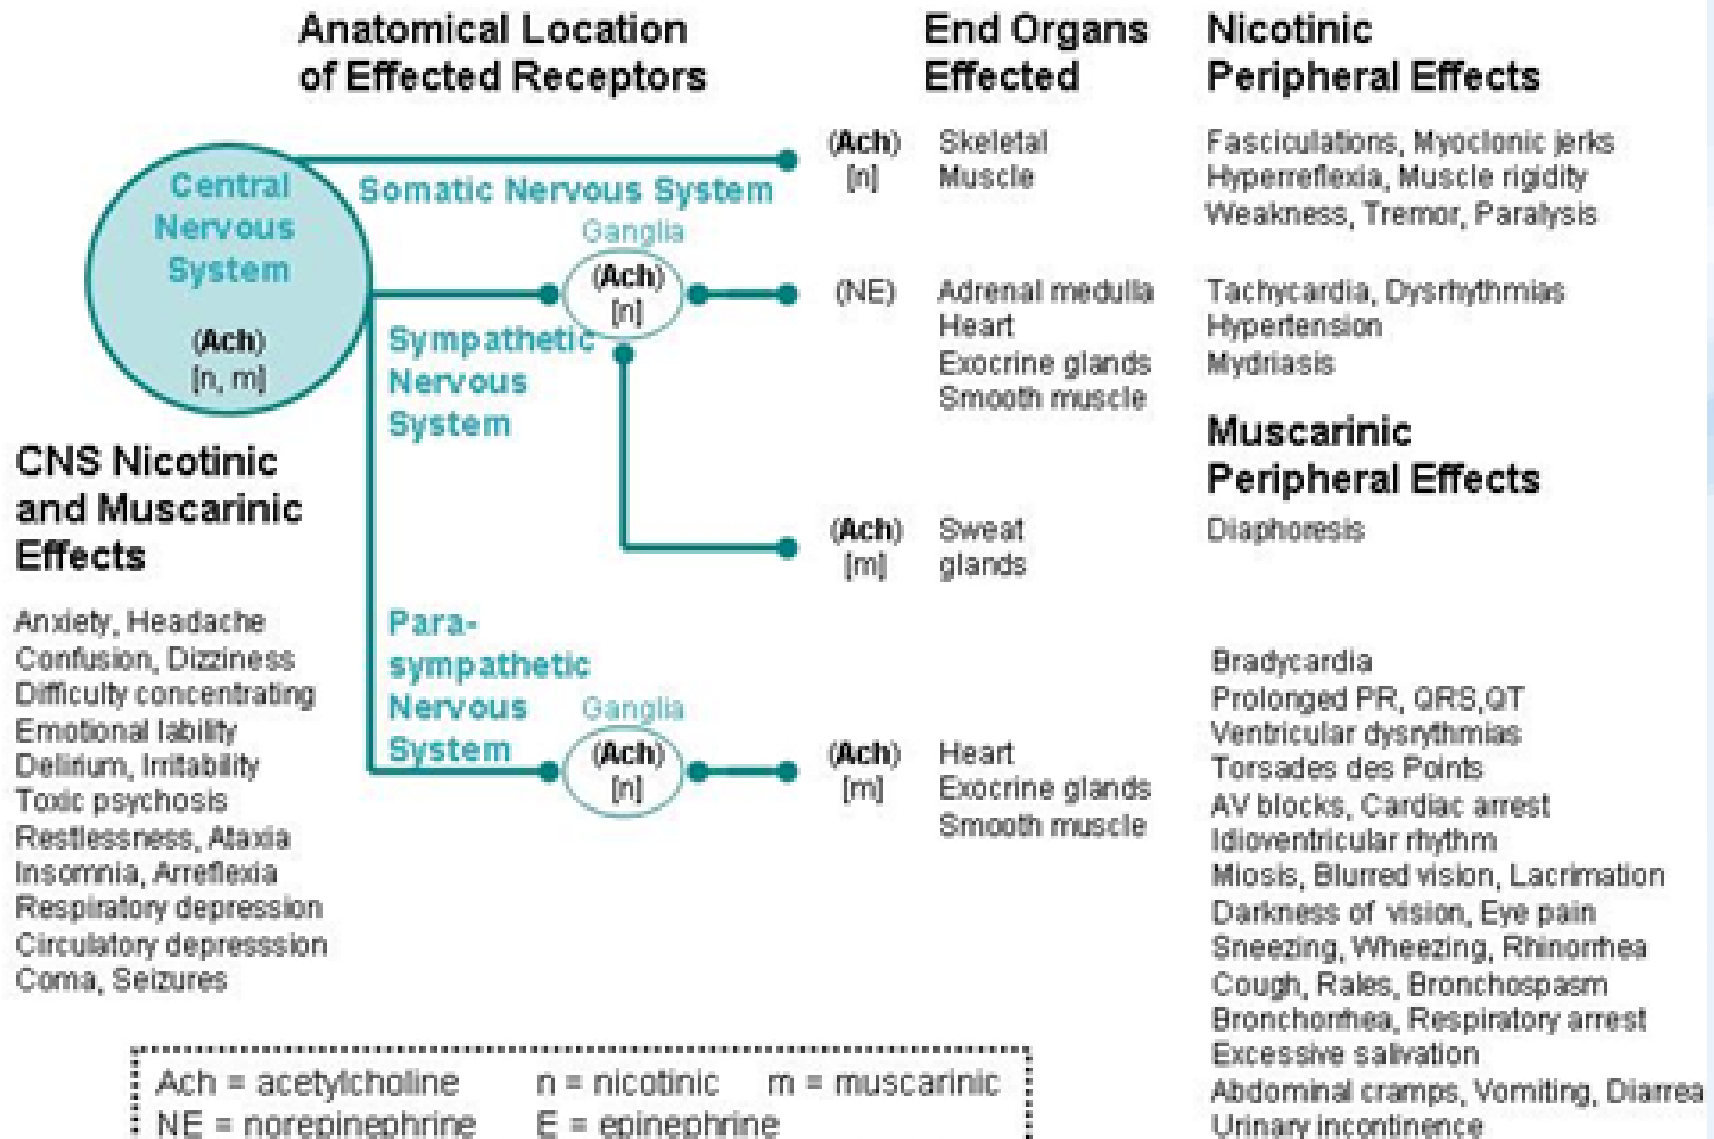 Anatomical Location
of Effected Receptors
End Organs
Effected
Nicotinic
Peripheral Effects
Central
Nervous
System
(Ach)
[n, m]
Somatic Nervous System
(Ach)
[n]
Skeletal
Muscle
Fasciculations, Myoclonic jerks
Hyperreflexia, Muscle rigidity
Weakness, Tremor, Paralysis
Ganglia
(Ach)
[n]
Sympathetic
Nervous
System
(NE)
Adrenal medulla
Heart
Exocrine glands
Smooth muscle
Tachycardia, Dysrhythmias
Hypertension
Mydriasis
Muscarinic
Peripheral Effects
(Ach)
[m]
Sweat
glands
Diaphoresis
CNS Nicotinic
and Muscarinic
Effects
Anxiety, Headache
Confusion, Dizziness
Difficulty concentrating
Emotional lability
Delirium, Irritability
Toxic psychosis
Restlessness, Ataxia
Insomnia, Arreflexia
Respiratory depression
Circulatory depresssion
Coma, Seizures
Para-
sympathetic
Nervous
System
Ganglia
(Ach)
[n]
(Ach)
[m]
Heart
Exocrine glands
Smooth muscle
Bradycardia
Prolonged PR, QRS,QT
Ventricular dysrythmias
Torsades des Points
AV blocks, Cardiac arrest
Idioventricular rhythm
Miosis, Blurred vision, Lacrimation
Darkness of vision, Eye pain
Sneezing, Wheezing, Rhinorrhea
Cough, Rales, Bronchospasm
Bronchorrhea, Respiratory arrest
Excessive salivation
Abdominal cramps, Vomiting, Diarrea
Urinary incontinence
Ach = acetylcholine n = nicotinic m = muscarinic
NE = norepinephrine E = epinephrine